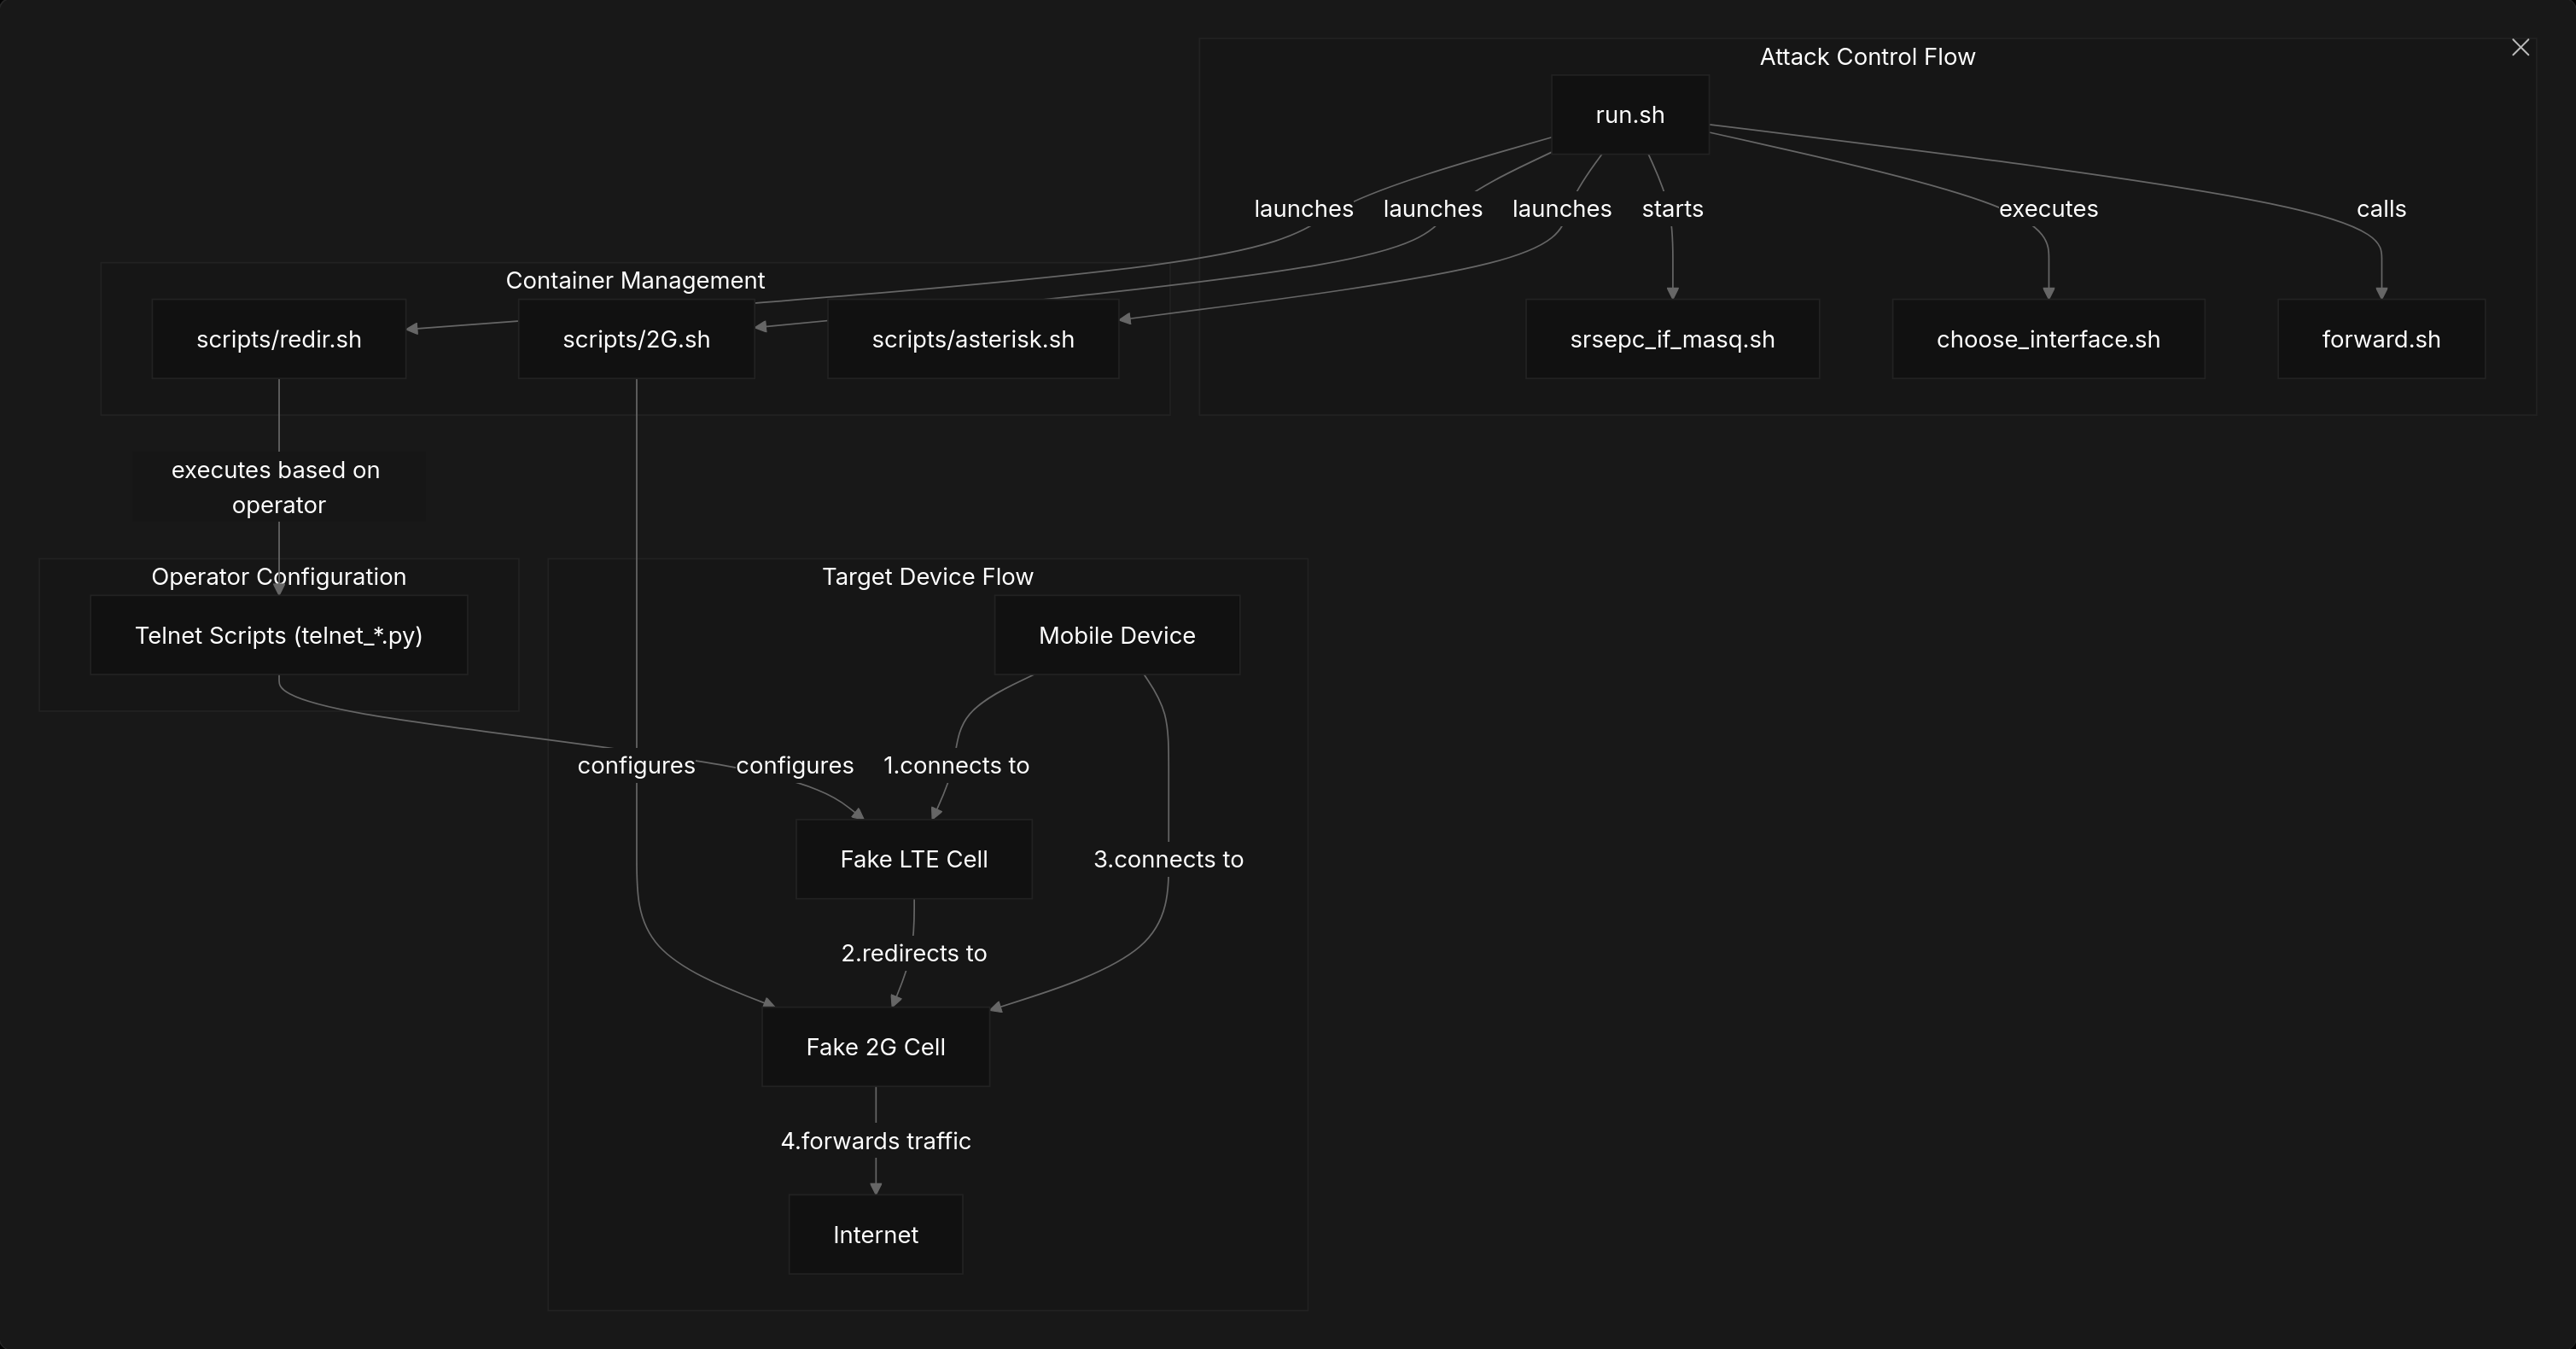 Attack Control Flow
run.sh
launches
launches
launches
starts
executes
calls
Container Management
scripts/redir.sh
scripts/2G.sh
scripts/asterisk.sh
srsepc_if_masq.sh
choose_interface.sh
forward.sh
executes based on
operator
Operator Configuration
Telnet Scripts (telnet_*.py)
Target Device Flow
Mobile Device
configures
configures
1.connects to
Fake LTE Cell
3.connects to
2.redirects to
Fake 2G Cell
4.forwards traffic
Internet